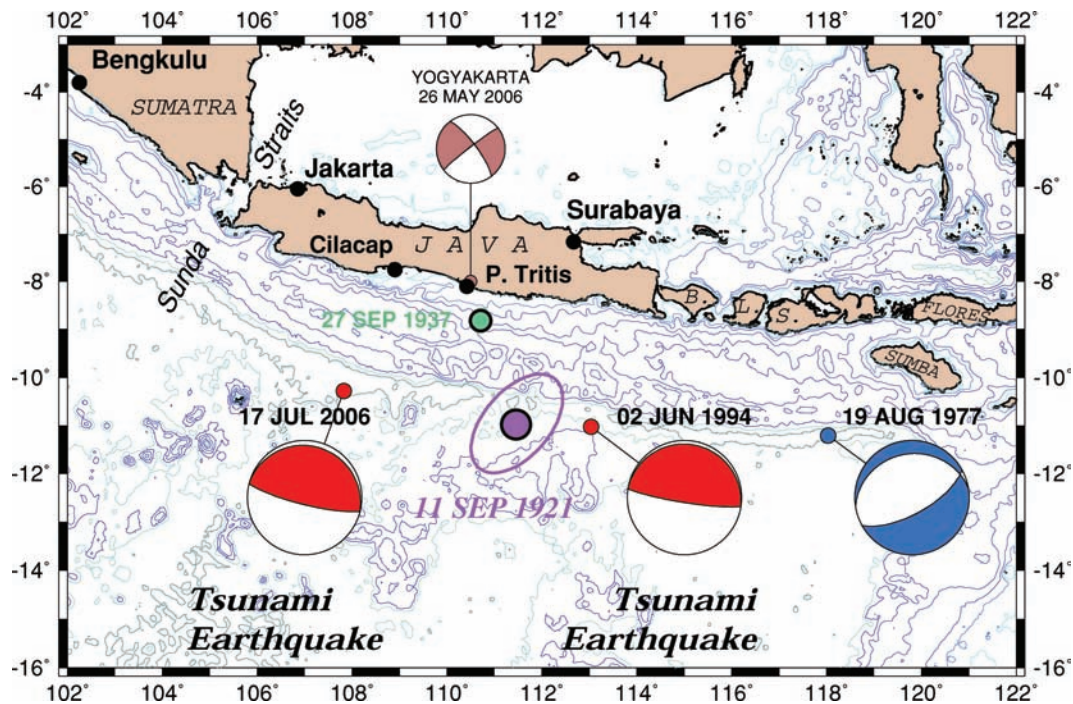 102˚ 104˚ 106˚ 108˚ 110˚ 112˚ 114˚ 116˚ 118˚ 120˚ 122˚
Bengkulu
YOGYAKARTA
26 MAY 2006
-4˚ -4˚
SUMATRA
Straits
Jakarta
-6˚ -6˚
Surabaya
Cilacap
J A V A
Sunda
P. Tritis
-8˚ -8˚
B.
L.
S.
FLORES
27 SEP 1937
SUMBA
-10˚ -10˚
17 JUL 2006
02 JUN 1994
19 AUG 1977
-12˚ -12˚
11 SEP 1921
-14˚ -14˚
Tsunami
Earthquake
Tsunami
Earthquake
-16˚ -16˚
102˚ 104˚ 106˚ 108˚ 110˚ 112˚ 114˚ 116˚ 118˚ 120˚ 122˚